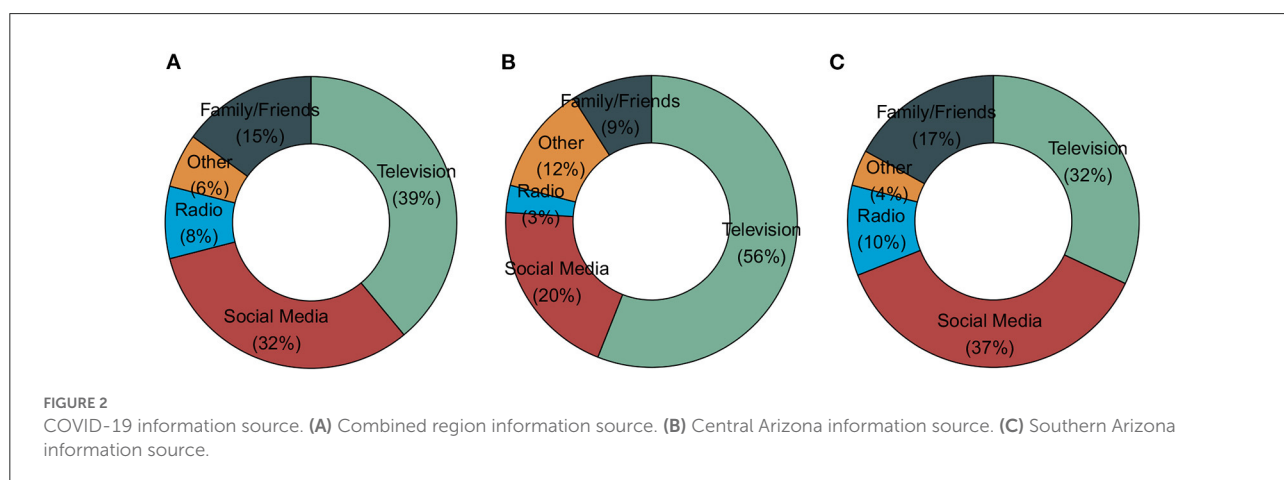 A
Family/Friends
(15%)
Other
(6%)
Radio
(8%)
Television
(39%)
Social Media
(32%)
B
Family/Friends
(9%)
Other
(12%)
Radio
(3%)
Television
(56%)
Social Media
(20%)
C
Family/Friends
(17%)
Other
(4%)
Radio
(10%)
Television
(32%)
Social Media
(37%)
FIGURE 2
COVID-19 information source. (A) Combined region information source. (B) Central Arizona information source. (C) Southern Arizona
information source.